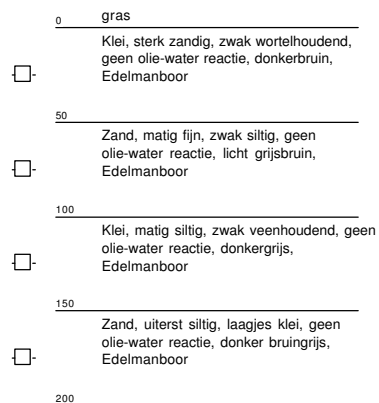 0 gras
Klei, sterk zandig, zwak wortelhoudend,
geen olie-water reactie, donkerbruin,
Edelmanboor
50
Zand, matig fijn, zwak siltig, geen
olie-water reactie, licht grijsbruin,
Edelmanboor
100
Klei, matig siltig, zwak veenhoudend, geen
olie-water reactie, donkergrijs,
Edelmanboor
150
Zand, uiterst siltig, laagjes klei, geen
olie-water reactie, donker bruingrijs,
Edelmanboor
200